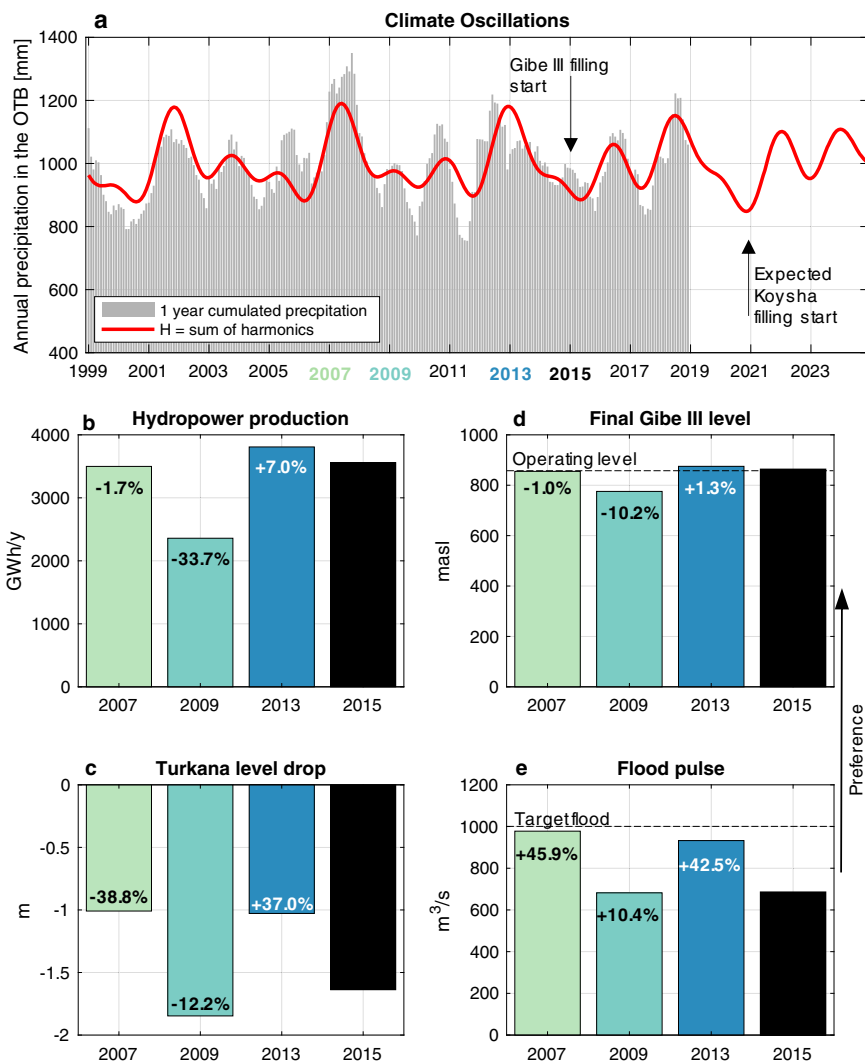 a
Climate Oscillations
Annual precipitation in the OTB [mm]
1400
1200
1000
800
600
400
Gibe III filling
start
Expected
Koysha
filling start
1 year cumulated precpitation
H = sum of harmonics
1999 2001 2003 2005 2007 2009 2011 2013 2015 2017 2019 2021 2023
b
Hydropower production
GWh/y
4000
3000
2000
1000
0
-1.7%
-33.7%
+7.0%
2007 2009 2013 2015
d
Final Gibe III level
masl
1000
800
600
400
200
0
Operating level
-1.0%
-10.2%
+1.3%
2007 2009 2013 2015
c
Turkana level drop
m
0
-0.5
-1
-1.5
-2
-38.8%
-12.2%
+37.0%
2007 2009 2013 2015
e
Flood pulse
m³/s
1200
1000
800
600
400
200
0
Target flood
+45.9%
+10.4%
+42.5%
2007 2009 2013 2015
Preference